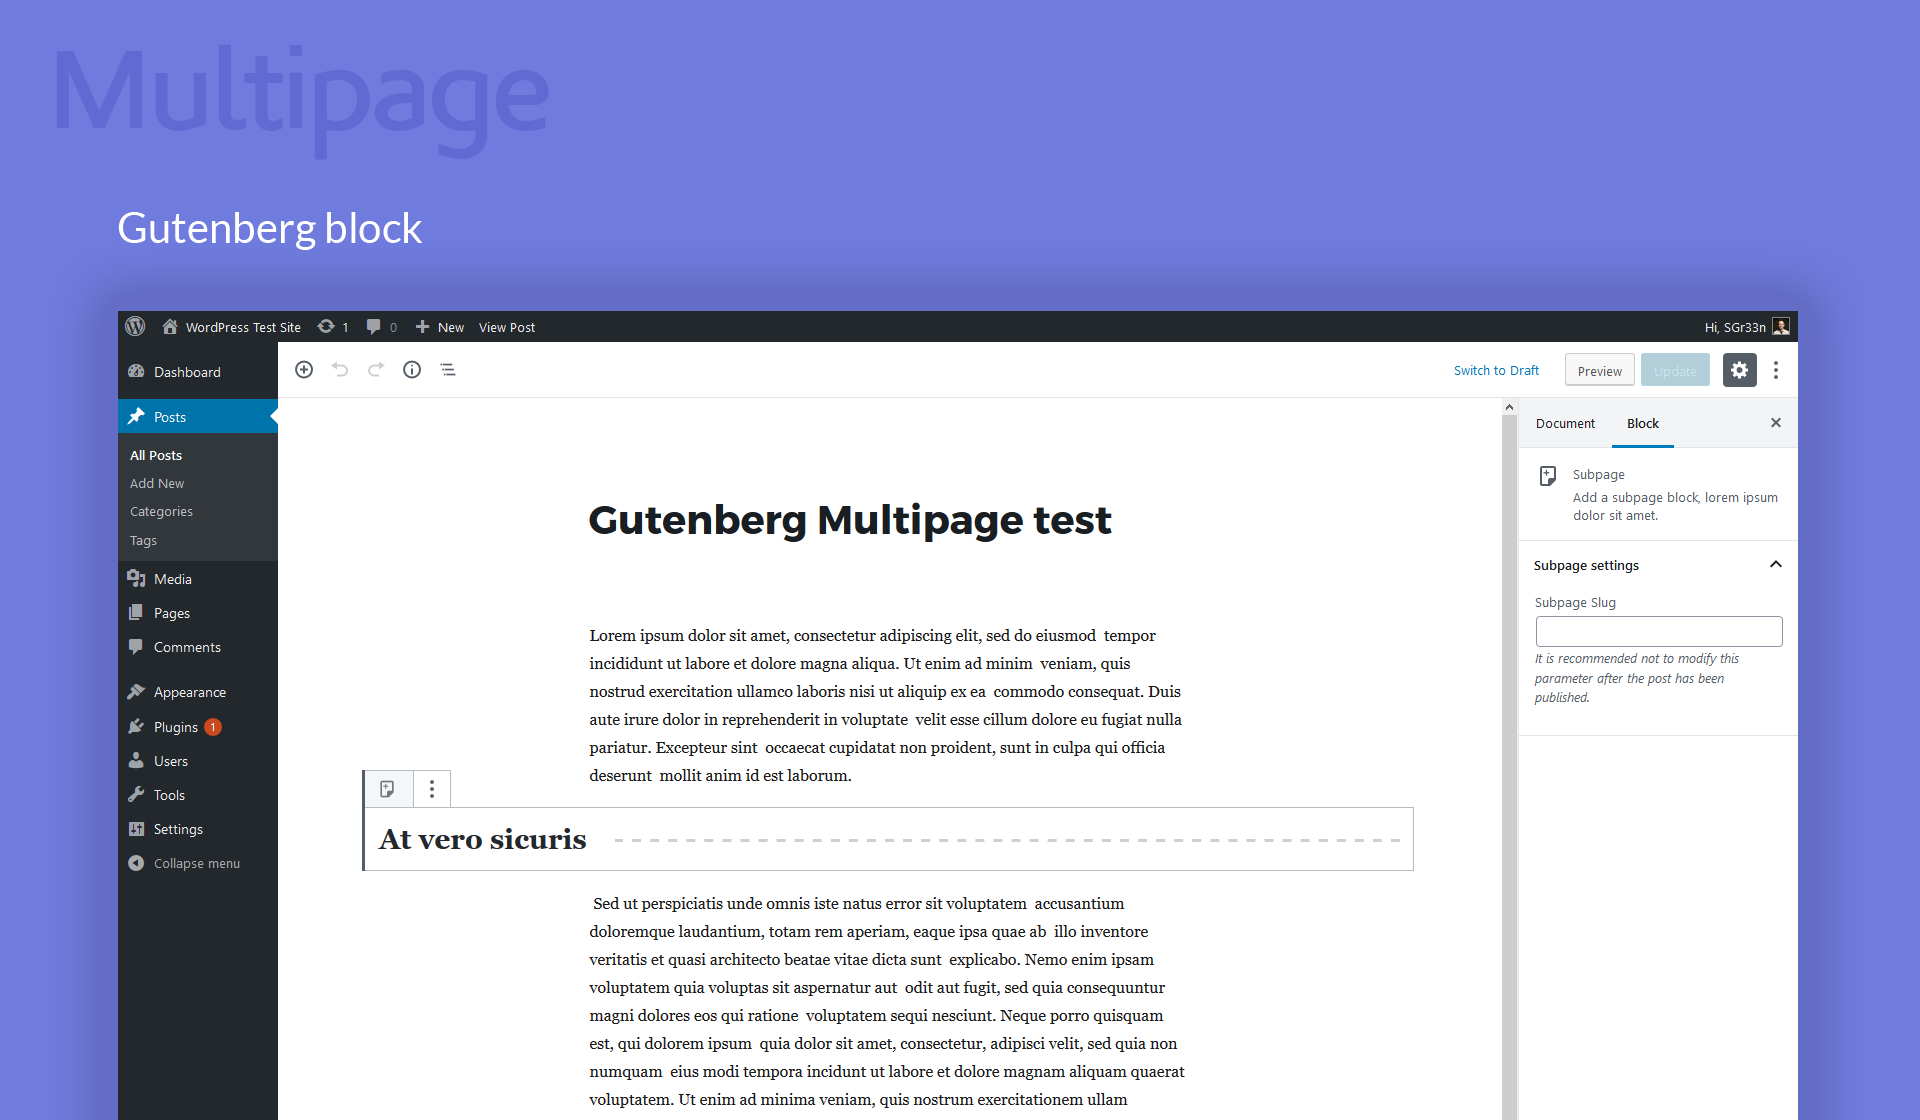 Multipage
Gutenberg block
WordPress Test Site 1 0 New View Post Hi, SGr33n
Dashboard
Posts
All Posts
Add New
Categories
Tags
Media
Pages
Comments
Appearance
Plugins 1
Users
Tools
Settings
Collapse menu
Switch to Draft Preview Update
Gutenberg Multipage test
Lorem ipsum dolor sit amet, consectetur adipiscing elit, sed do eiusmod tempor
incididunt ut labore et dolore magna aliqua. Ut enim ad minim veniam, quis
nostrud exercitation ullamco laboris nisi ut aliquip ex ea commodo consequat. Duis
aute irure dolor in reprehenderit in voluptate velit esse cillum dolore eu fugiat nulla
pariatur. Excepteur sint occaecat cupidatat non proident, sunt in culpa qui officia
deserunt mollit anim id est laborum.
At vero sicuris
Sed ut perspiciatis unde omnis iste natus error sit voluptatem accusantium
doloremque laudantium, totam rem aperiam, eaque ipsa quae ab illo inventore
veritatis et quasi architecto beatae vitae dicta sunt explicabo. Nemo enim ipsam
voluptatem quia voluptas sit aspernatur aut odit aut fugit, sed quia consequuntur
magni dolores eos qui ratione voluptatem sequi nesciunt. Neque porro quisquam
est, qui dolorem ipsum quia dolor sit amet, consectetur, adipisci velit, sed quia non
numquam eius modi tempora incidunt ut labore et dolore magnam aliquam quaerat
voluptatem. Ut enim ad minima veniam, quis nostrum exercitationem ullam
Document Block
Subpage
Add a subpage block, lorem ipsum
dolor sit amet.
Subpage settings
Subpage Slug
It is recommended not to modify this
parameter after the post has been
published.